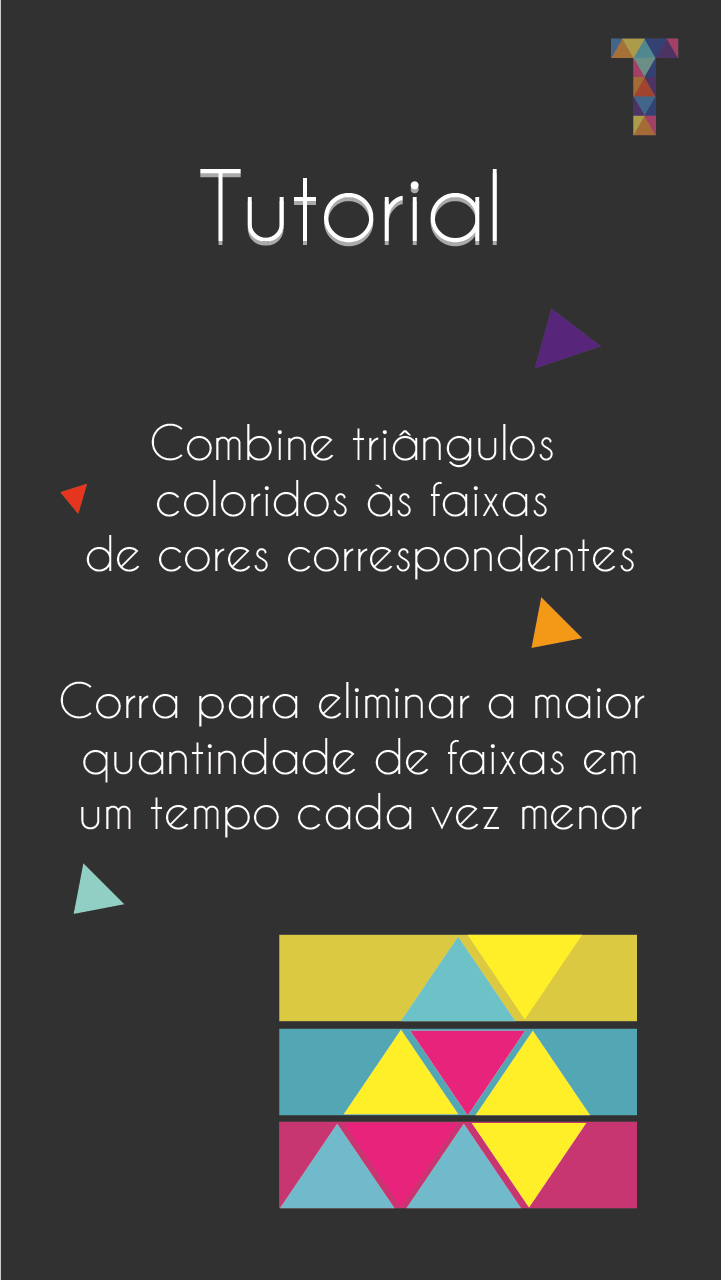 T
Tutorial
Combine triângulos
coloridos às faixas
de cores correspondentes
Corra para eliminar a maior
quantindade de faixas em
um tempo cada vez menor